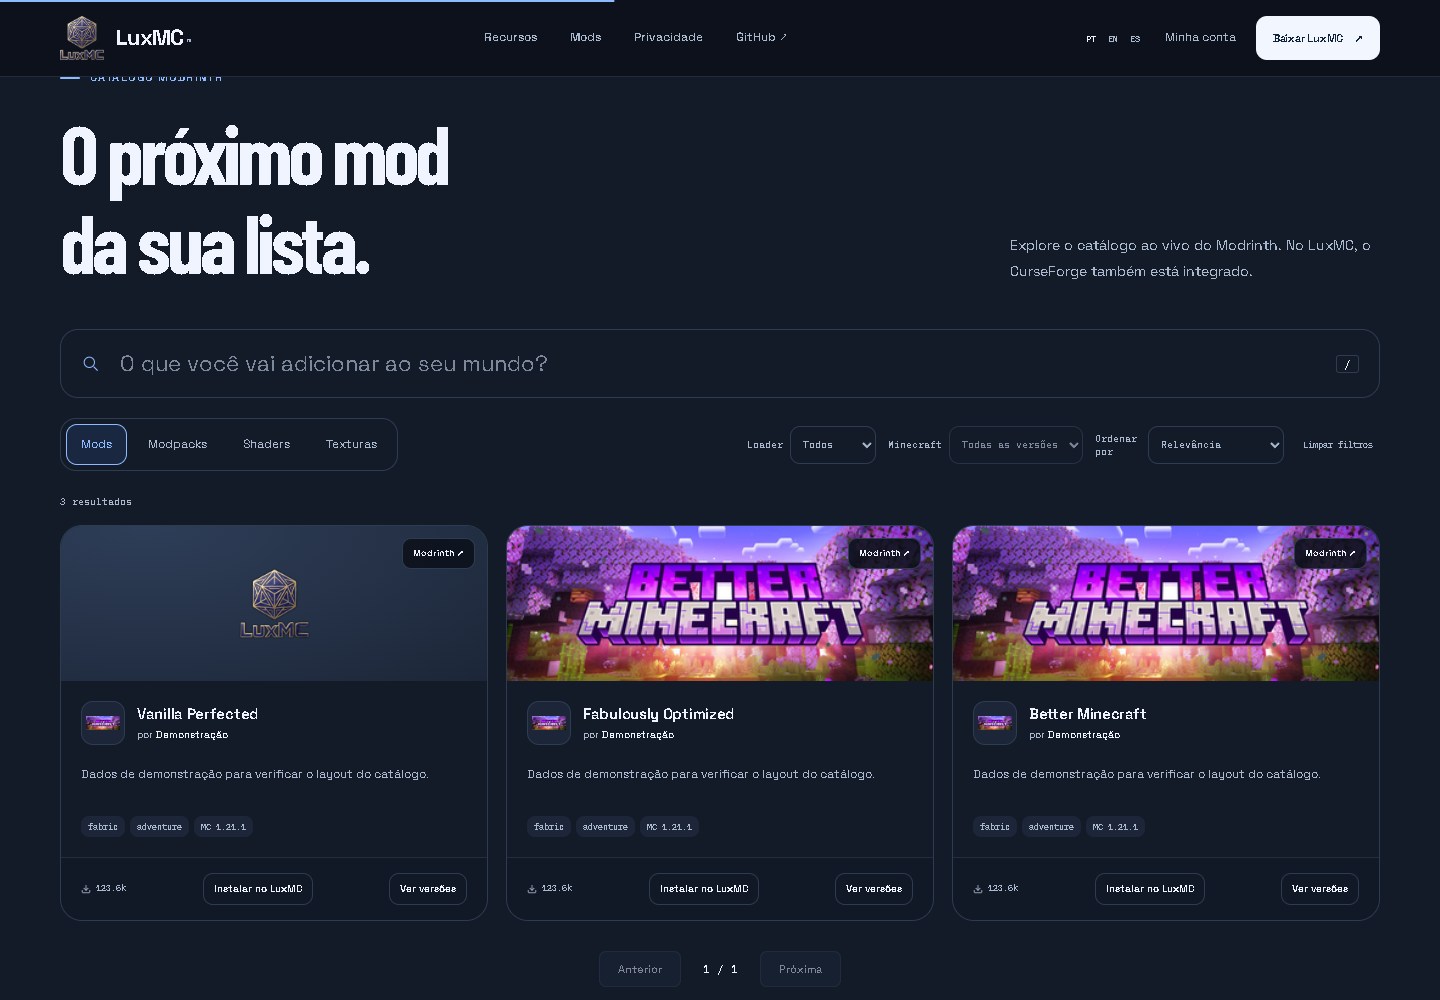 LuxMC
LuxMC
Recursos
Mods
Privacidade
GitHub ↗
PT
EN
ES
Minha conta
Baixar LuxMC ↗
CATÁLOGO MODRINTH
O próximo mod
da sua lista.
Explore o catálogo ao vivo do Modrinth. No LuxMC, o
CurseForge também está integrado.
O que você vai adicionar ao seu mundo?
/
Mods
Modpacks
Shaders
Texturas
Loader
Todos
Minecraft
Todas as versões
Ordenar
por
Relevância
Limpar filtros
3 resultados
Modrinth ↗
LuxMC
Vanilla Perfected
por Demonstração
Dados de demonstração para verificar o layout do catálogo.
fabric
adventure
MC 1.21.1
123.6k
Instalar no LuxMC
Ver versões
Modrinth ↗
BETTER
MINECRAFT
Fabulously Optimized
por Demonstração
Dados de demonstração para verificar o layout do catálogo.
fabric
adventure
MC 1.21.1
123.6k
Instalar no LuxMC
Ver versões
Modrinth ↗
BETTER
MINECRAFT
Better Minecraft
por Demonstração
Dados de demonstração para verificar o layout do catálogo.
fabric
adventure
MC 1.21.1
123.6k
Instalar no LuxMC
Ver versões
Anterior
1 / 1
Próxima